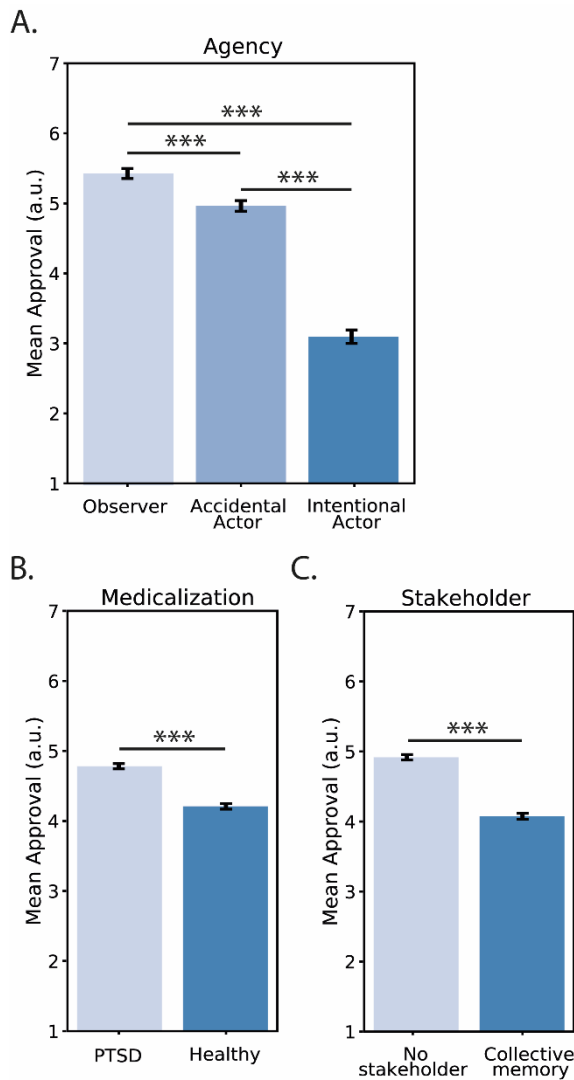 A.
Agency
7
6
5
4
3
2
1
Mean Approval (a.u.)
***
***
***
Observer
Accidental
Actor
Intentional
Actor
B.
Medicalization
7
6
5
4
3
2
1
Mean Approval (a.u.)
***
PTSD
Healthy
C.
Stakeholder
7
6
5
4
3
2
1
Mean Approval (a.u.)
***
No
stakeholder
Collective
memory